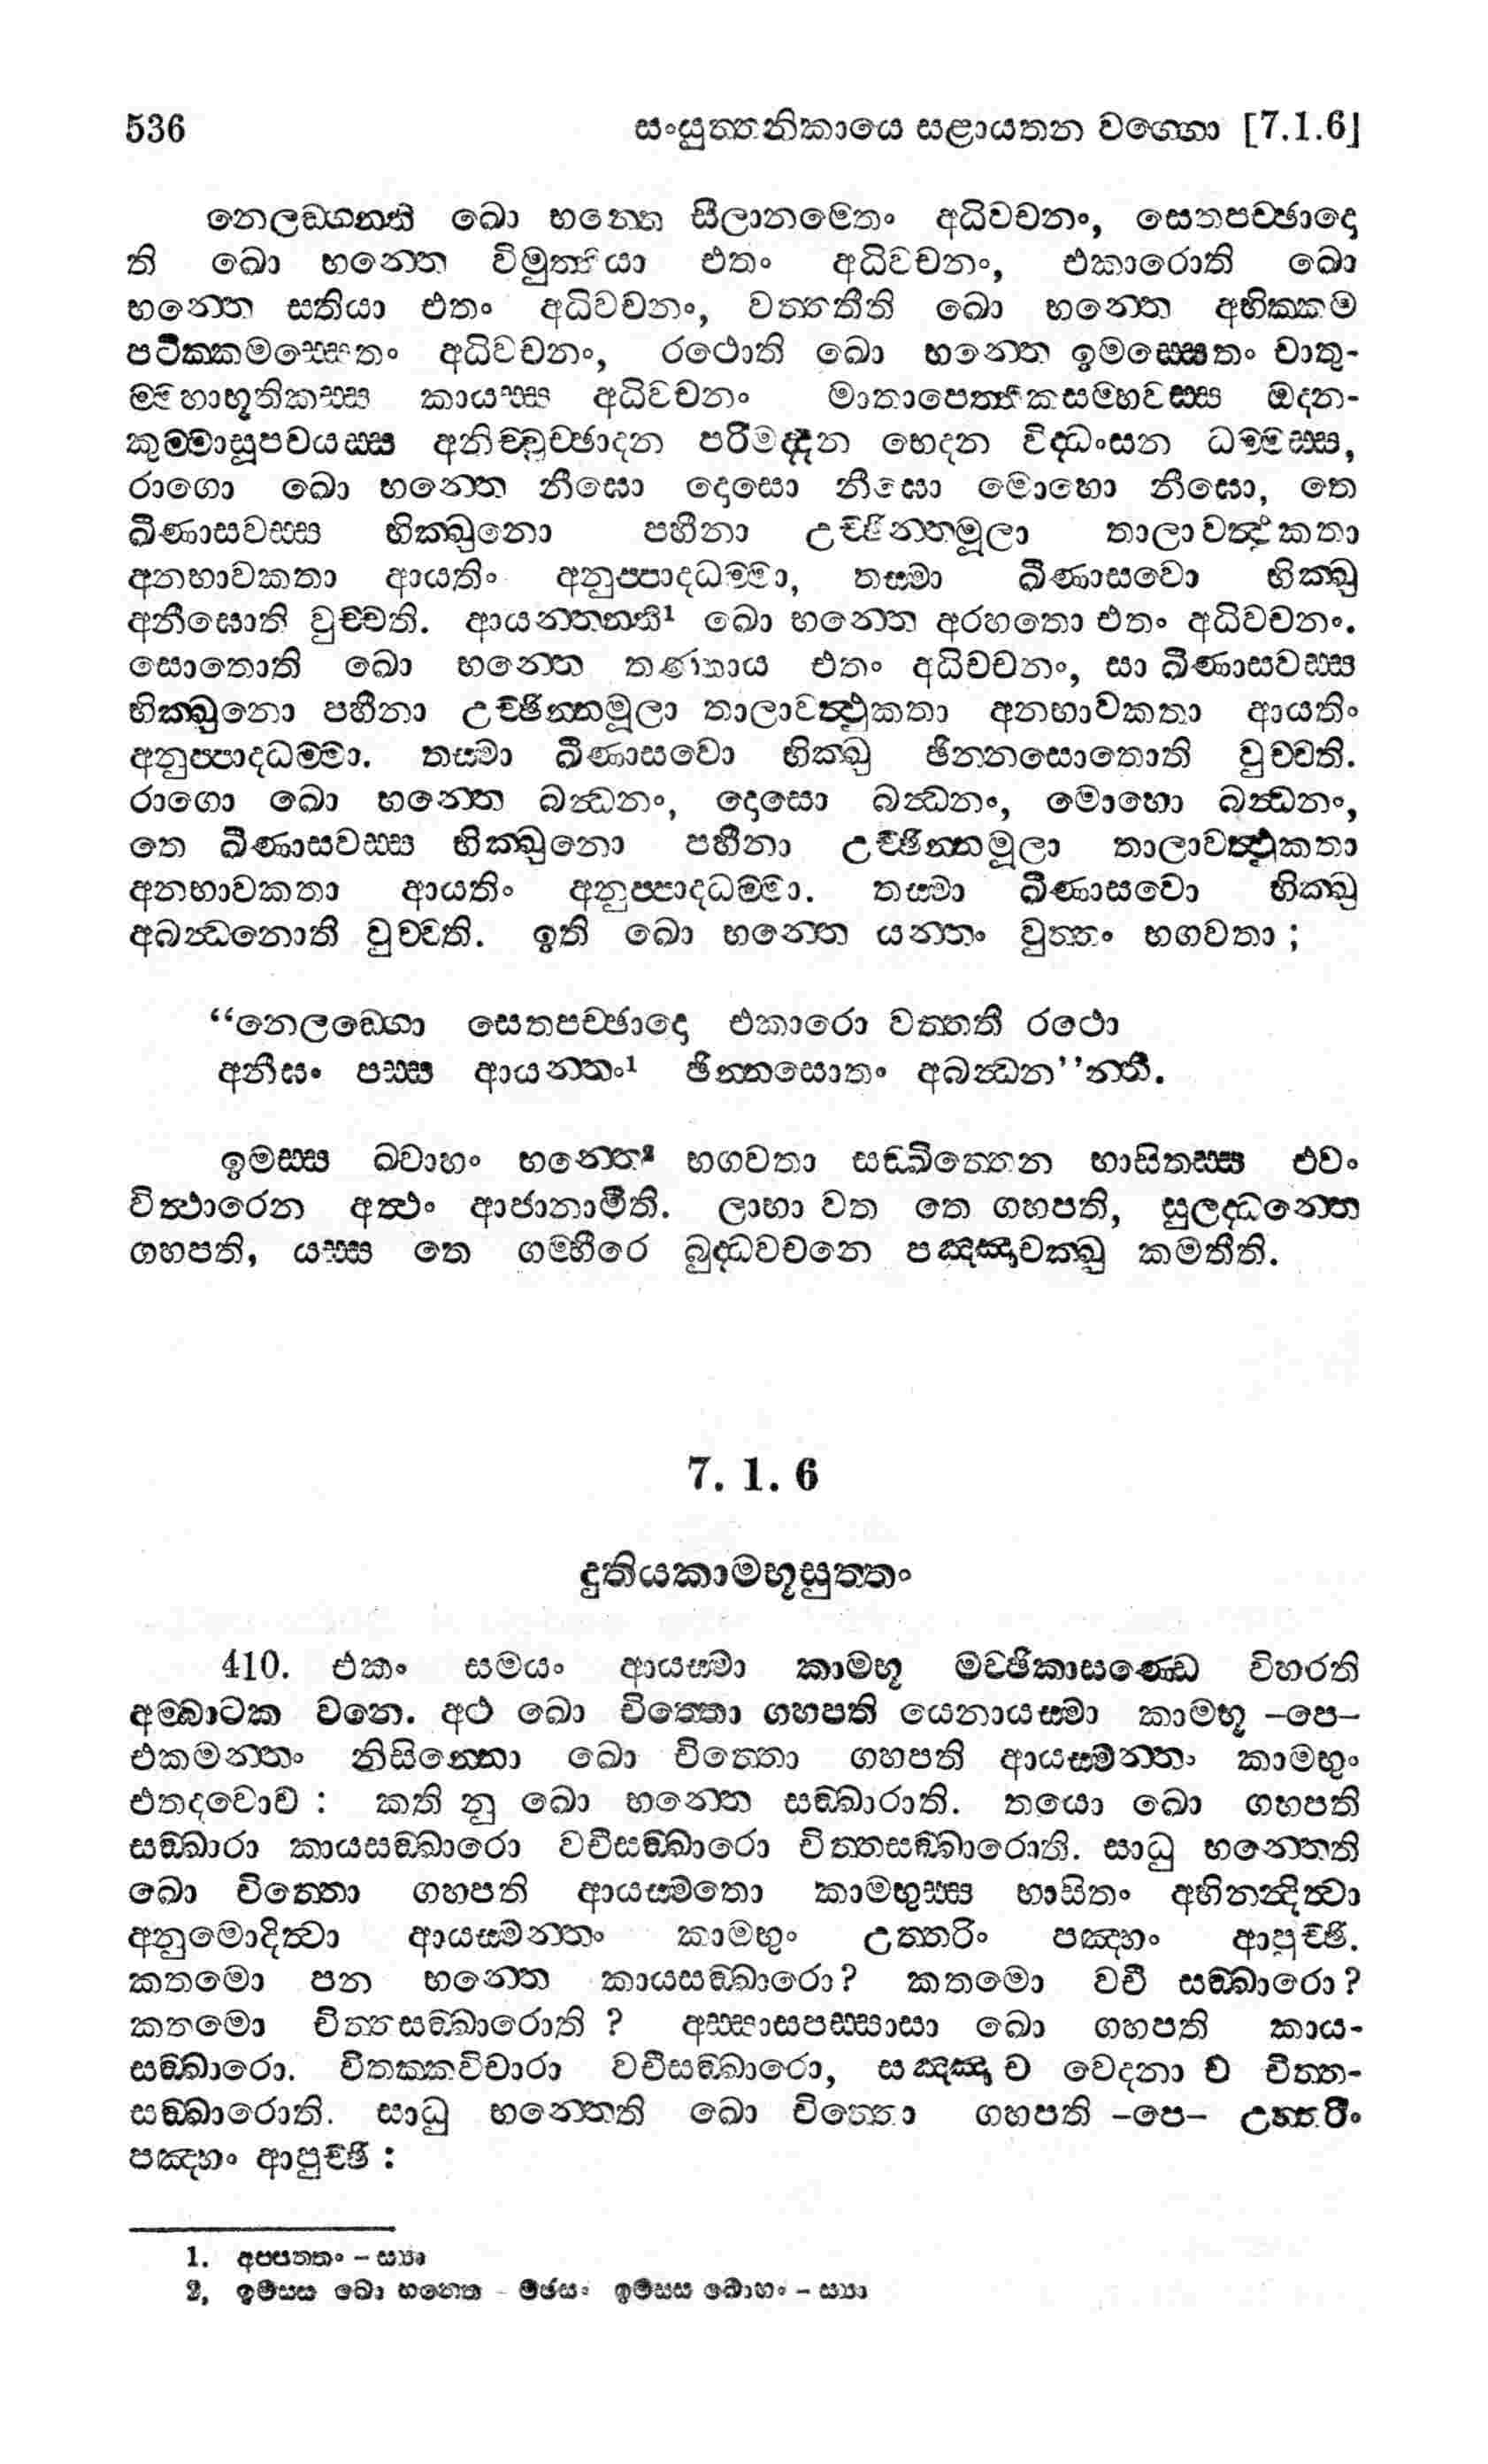 536 සංයුත්තනිකායෙ සළායතන වග්ගො [7.1.6]
නෙලඞ්ගන්ති ඛො භන්තෙ සීලානමෙතං අධිවචනං, සෙතපච්ඡාදො
ති ඛො භන්තෙ විමුත්තියා එතං අධිවචනං, එකාරොති ඛො
භන්තෙ සතියා එතං අධිවචනං, වත්තතීති ඛො භන්තෙ අභික්කම
පටික්කමස්සෙතං අධිවචනං, රථොති ඛො භන්තෙ ඉමස්සෙතං චාතු-
ම්මහාභූතිකස්ස කායස්ස අධිවචනං මාතාපෙත්තිකසම්භවස්ස ඔදන-
කුම්මාසූපචයස්ස අනිච්චුච්ඡාදන පරිමද්දන භෙදන විද්ධංසන ධම්මස්ස,
රාගො ඛො භන්තෙ නීඝො දොසො නීඝො මොහො නීඝො, තෙ
ඛීණාසවස්ස භික්ඛුනො පහීනා උච්ඡින්නමූලා තාලාවත්ථුකතා
අනභාවකතා ආයතිං අනුප්පාදධම්මා, තස්මා ඛීණාසවො භික්ඛු
අනීඝොති වුච්චති. ආයන්තන්ති¹ ඛො භන්තෙ අරහතො එතං අධිවචනං.
සොතොති ඛො භන්තෙ තණ්හාය එතං අධිවචනං, සා ඛීණාසවස්ස
භික්ඛුනො පහීනා උච්ඡින්නමූලා තාලාවත්ථුකතා අනභාවකතා ආයතිං
අනුප්පාදධම්මා. තස්මා ඛීණාසවො භික්ඛු ඡින්නසොතොති වුච්චති.
රාගො ඛො භන්තෙ බන්ධනං, දොසො බන්ධනං, මොහො බන්ධනං,
තෙ ඛීණාසවස්ස භික්ඛුනො පහීනා උච්ඡින්නමූලා තාලාවත්ථුකතා
අනභාවකතා ආයතිං අනුප්පාදධම්මා. තස්මා ඛීණාසවො භික්ඛු
අබන්ධනොති වුච්චති. ඉති ඛො භන්තෙ යන්තං වුත්තං භගවතා ;
“නෙලඞ්ගො සෙතපච්ඡාදො එකාරො වත්තතී රථො
අනීඝං පස්ස ආයන්තං¹ ඡින්නසොතං අබන්ධන’’න්ති.
ඉමස්ස ඛ්වාහං භන්තෙ² භගවතා සඞ්ඛිත්තෙන භාසිතස්ස එවං
විත්ථාරෙන අත්ථං ආජානාමීති. ලාභා වත තෙ ගහපති, සුලද්ධන්තෙ
ගහපති, යස්ස තෙ ගම්භීරෙ බුද්ධවචනෙ පඤ්ඤාචක්ඛු කමතීති.
7. 1. 6
දුතියකාමභූසුත්තං
410. එකං සමයං ආයස්මා කාමභූ මච්ඡිකාසණ්ඩෙ විහරති
අම්බාටක වනෙ. අථ ඛො චිත්තො ගහපති යෙනායස්මා කාමභූ –පෙ–
එකමන්තං නිසින්නො ඛො චිත්තො ගහපති ආයස්මන්තං කාමභුං
එතදවොච : කති නු ඛො භන්තෙ සඞ්ඛාරාති. තයො ඛො ගහපති
සඞ්ඛාරා කායසඞ්ඛාරො වචීසඞ්ඛාරො චිත්තසඞ්ඛාරොති. සාධු භන්තෙති
ඛො චිත්තො ගහපති ආයස්මතො කාමභුස්ස භාසිතං අභිනන්දිත්වා
අනුමොදිත්වා ආයස්මන්තං කාමභුං උත්තරිං පඤ්හං ආපුච්ඡි.
කතමො පන භන්තෙ කායසඞ්ඛාරො? කතමො වචී සඞ්ඛාරො?
කතමො චිත්තසඞ්ඛාරොති ? අස්සාසපස්සාසා ඛො ගහපති කාය-
සඞ්ඛාරො. විතක්කවිචාරා වචීසඞ්ඛාරො, සඤ්ඤා ච වෙදනා ච චිත්ත-
සඞ්ඛාරොති. සාධු භන්තෙති ඛො චිත්තො ගහපති –පෙ– උත්තරිං
පඤ්හං ආපුච්ඡි :
1. අප්පත්තං – ස්‍යා
2, ඉමස්ස ඛො භන්තෙ – මඡසං ඉමස්ස ඛොහං – ස්‍යා